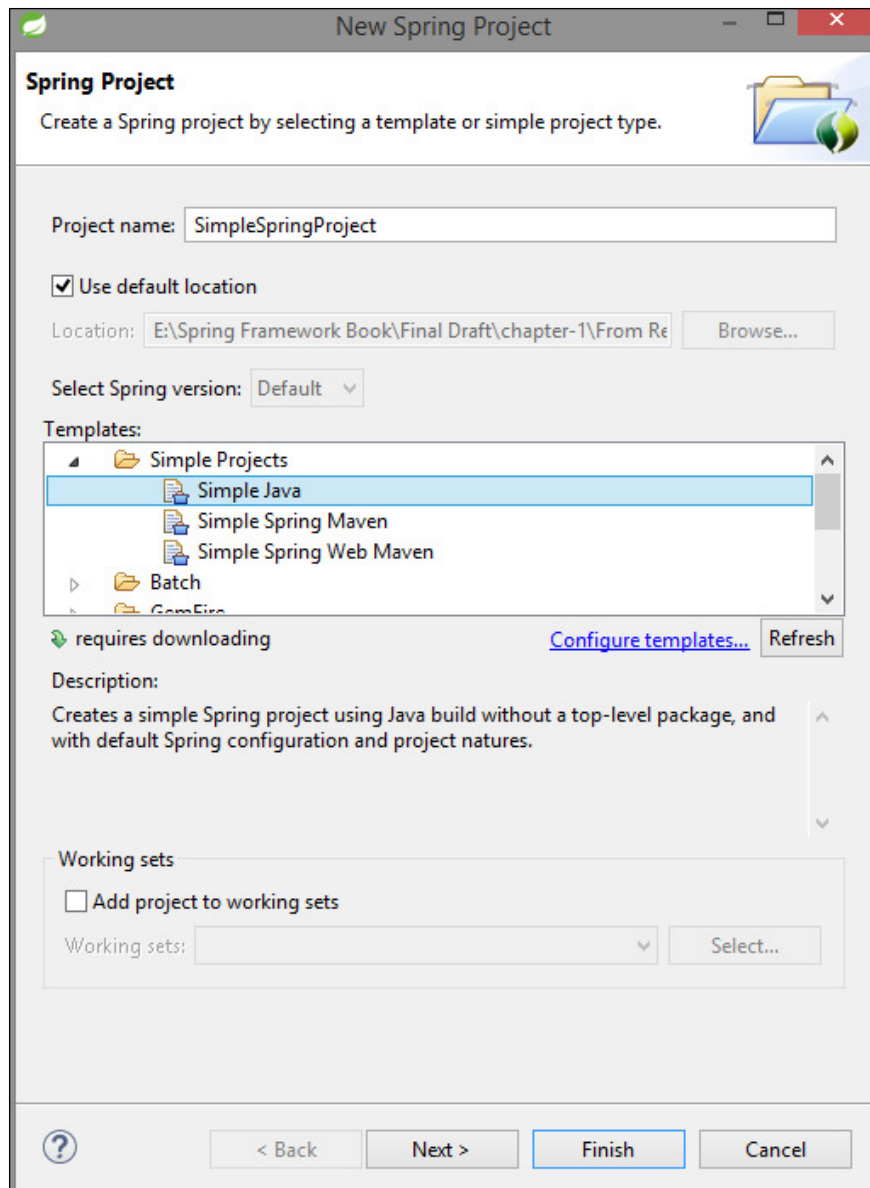 New Spring Project
Spring Project
Create a Spring project by selecting a template or simple project type.
Project name: SimpleSpringProject
Use default location
Location: E:\Spring Framework Book\Final Draft\chapter-1\From Re Browse...
Select Spring version: Default
Templates:
Simple Projects
Simple Java
Simple Spring Maven
Simple Spring Web Maven
Batch
GemFire
requires downloading Configure templates... Refresh
Description:
Creates a simple Spring project using Java build without a top-level package, and
with default Spring configuration and project natures.
Working sets
Add project to working sets
Working sets: Select...
? < Back Next > Finish Cancel